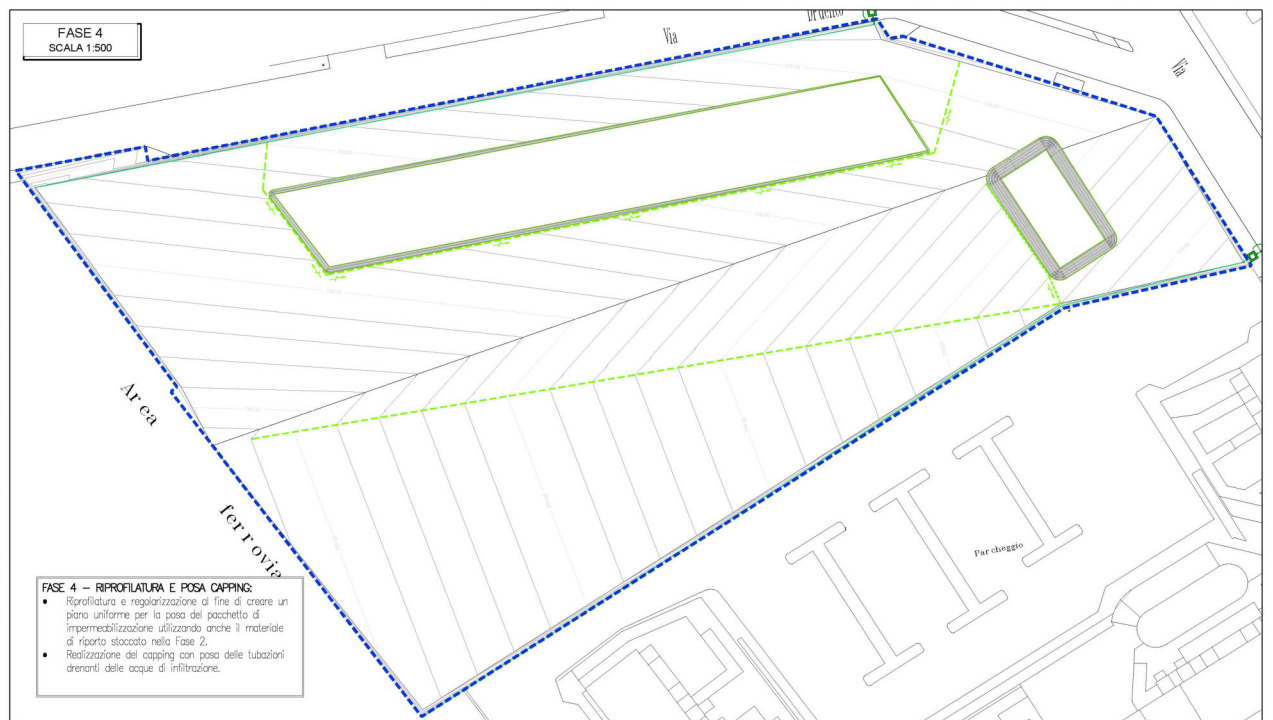 FASE 4
SCALA 1:500
Via
Druento
Via
Ar ea
ferr ovia
Par cheggio
FASE 4 – RIPROFILATURA E POSA CAPPING:
• Riprofilatura e regolarizzazione al fine di creare un
piano uniforme per la posa del pacchetto di
impermeabilizzazione utilizzando anche il materiale
di riporto stoccato nella Fase 2.
• Realizzazione del capping con posa delle tubazioni
drenanti delle acque di infiltrazione.